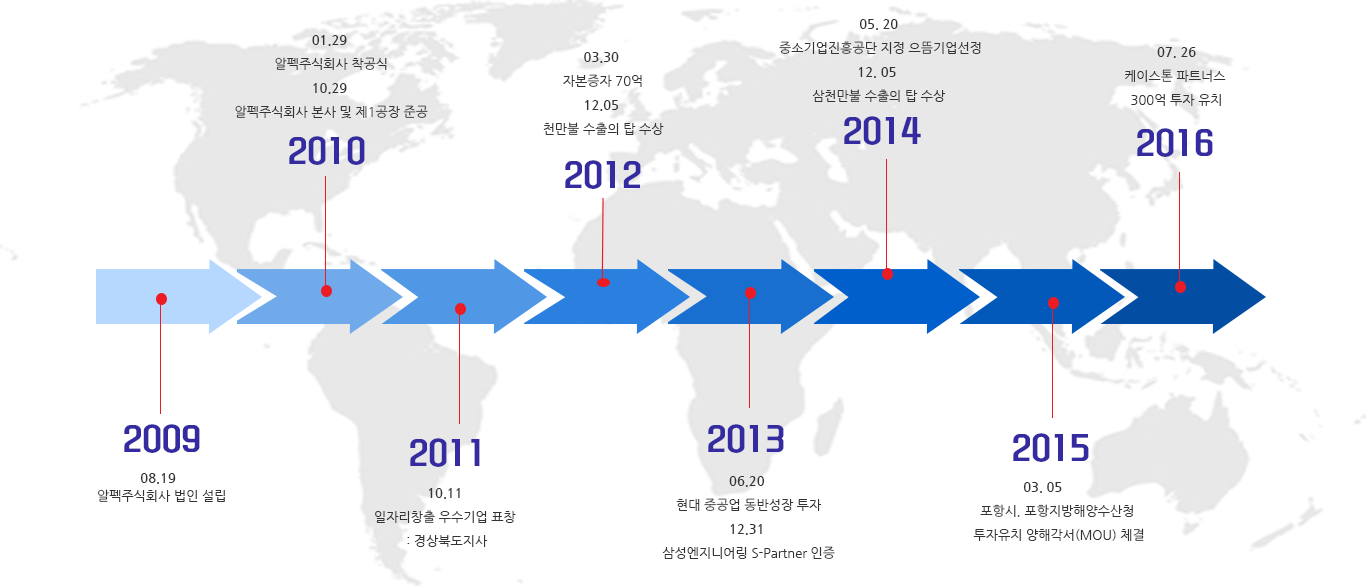 2009
08.19
알펙주식회사 법인 설립
01.29
알펙주식회사 착공식
10.29
알펙주식회사 본사 및 제1공장 준공
2010
2011
10.11
일자리창출 우수기업 표창
: 경상북도지사
03.30
자본증자 70억
12.05
천만불 수출의 탑 수상
2012
2013
06.20
현대 중공업 동반성장 투자
12.31
삼성엔지니어링 S-Partner 인증
05. 20
중소기업진흥공단 지정 으뜸기업선정
12. 05
삼천만불 수출의 탑 수상
2014
2015
03. 05
포항시, 포항지방해양수산청
투자유치 양해각서(MOU) 체결
07. 26
케이스톤 파트너스
300억 투자 유치
2016